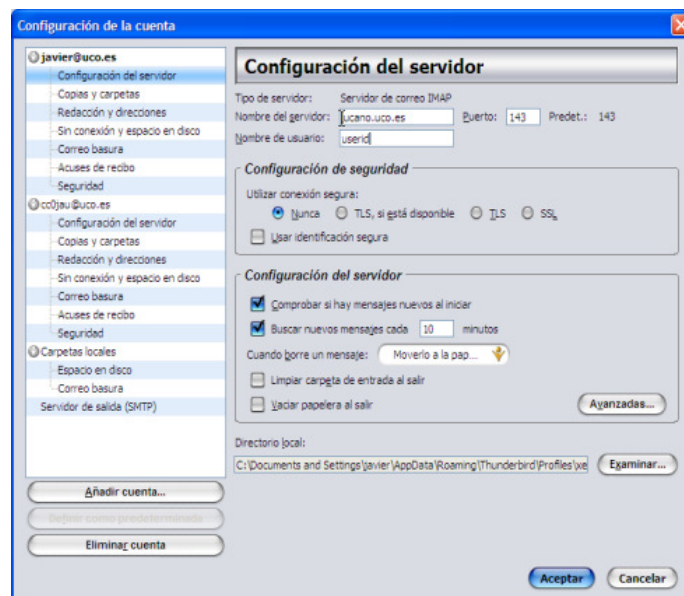 Configuración de la cuenta
javier@uco.es
Configuración del servidor
Copias y carpetas
Redacción y direcciones
Sin conexión y espacio en disco
Correo basura
Acuses de recibo
Seguridad
cc0jau@uco.es
Configuración del servidor
Copias y carpetas
Redacción y direcciones
Sin conexión y espacio en disco
Correo basura
Acuses de recibo
Seguridad
Carpetas locales
Espacio en disco
Correo basura
Servidor de salida (SMTP)
Añadir cuenta...
Definir como predeterminada
Eliminar cuenta
Configuración del servidor
Tipo de servidor: Servidor de correo IMAP
Nombre del servidor: lucano.uco.es Puerto: 143 Predet.: 143
Nombre de usuario: userid
Configuración de seguridad
Utilizar conexión segura:
Nunca TLS, si está disponible TLS SSL
Usar identificación segura
Configuración del servidor
Comprobar si hay mensajes nuevos al iniciar
Buscar nuevos mensajes cada 10 minutos
Cuando borre un mensaje: Moverlo a la pap...
Limpiar carpeta de entrada al salir
Vaciar papelera al salir
Avanzadas...
Directorio local:
C:\Documents and Settings\javier\AppData\Roaming\Thunderbird\Profiles\xe Examinar...
Aceptar Cancelar